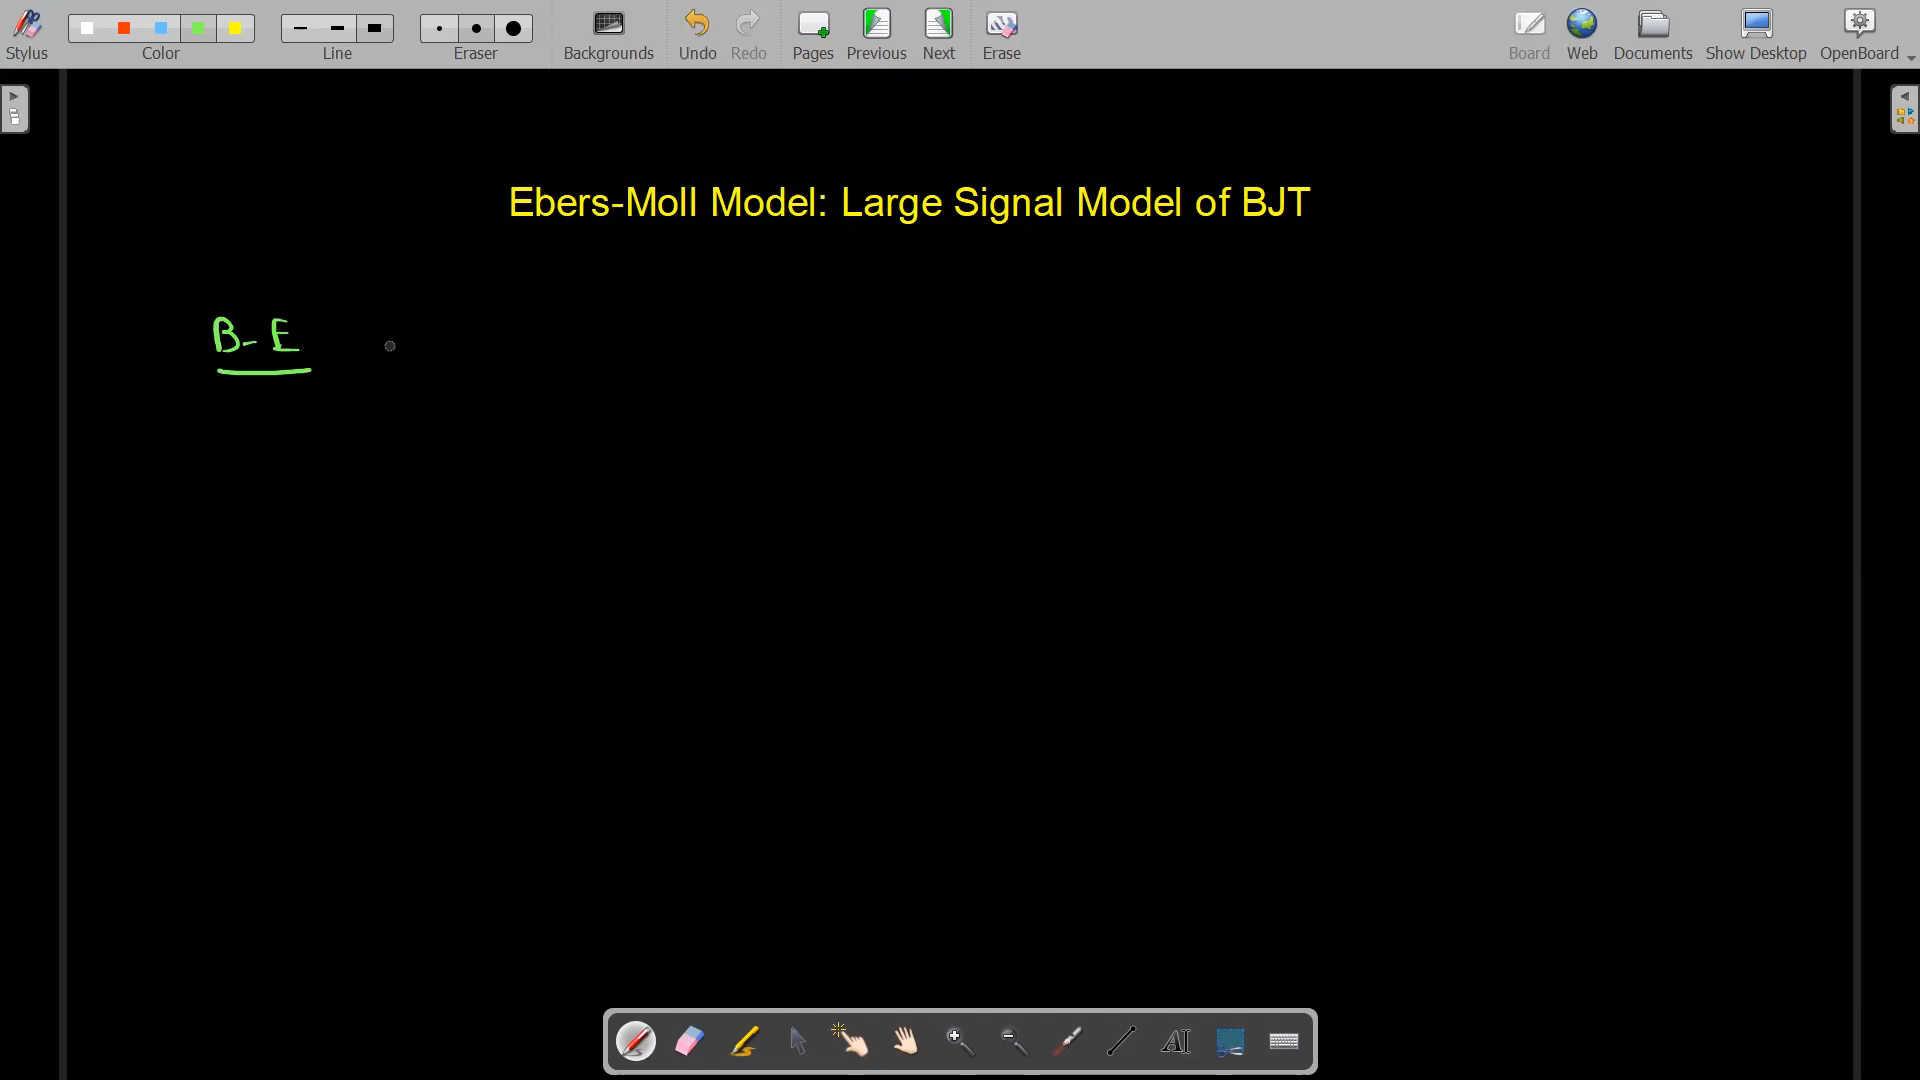 Stylus Color Line Eraser Backgrounds Undo Redo Pages Previous Next Erase Board Web Documents Show Desktop OpenBoard
Ebers-Moll Model: Large Signal Model of BJT
B-E
AI